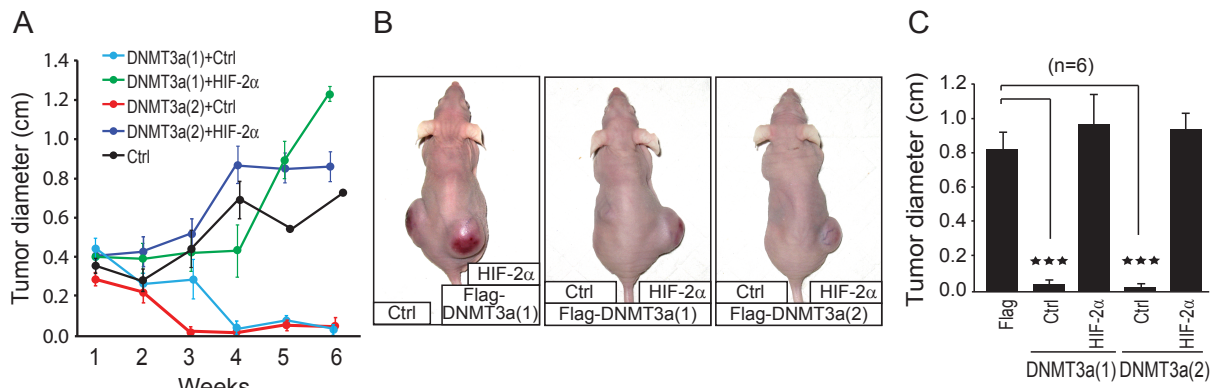 A
Tumor diameter (cm)
1.4
1.2
1.0
0.8
0.6
0.4
0.2
0.0
DNMT3a(1)+Ctrl
DNMT3a(1)+HIF-2α
DNMT3a(2)+Ctrl
DNMT3a(2)+HIF-2α
Ctrl
1 2 3 4 5 6
Weeks
B
HIF-2α
Ctrl
Flag-
DNMT3a(1)
Ctrl HIF-2α
Flag-DNMT3a(1)
Ctrl HIF-2α
Flag-DNMT3a(2)
C
(n=6)
Tumor diameter (cm)
1.2
1.0
0.8
0.6
0.4
0.2
0.0
★★★ ★★★
Flag
Ctrl
HIF-2α
Ctrl
HIF-2α
DNMT3a(1) DNMT3a(2)